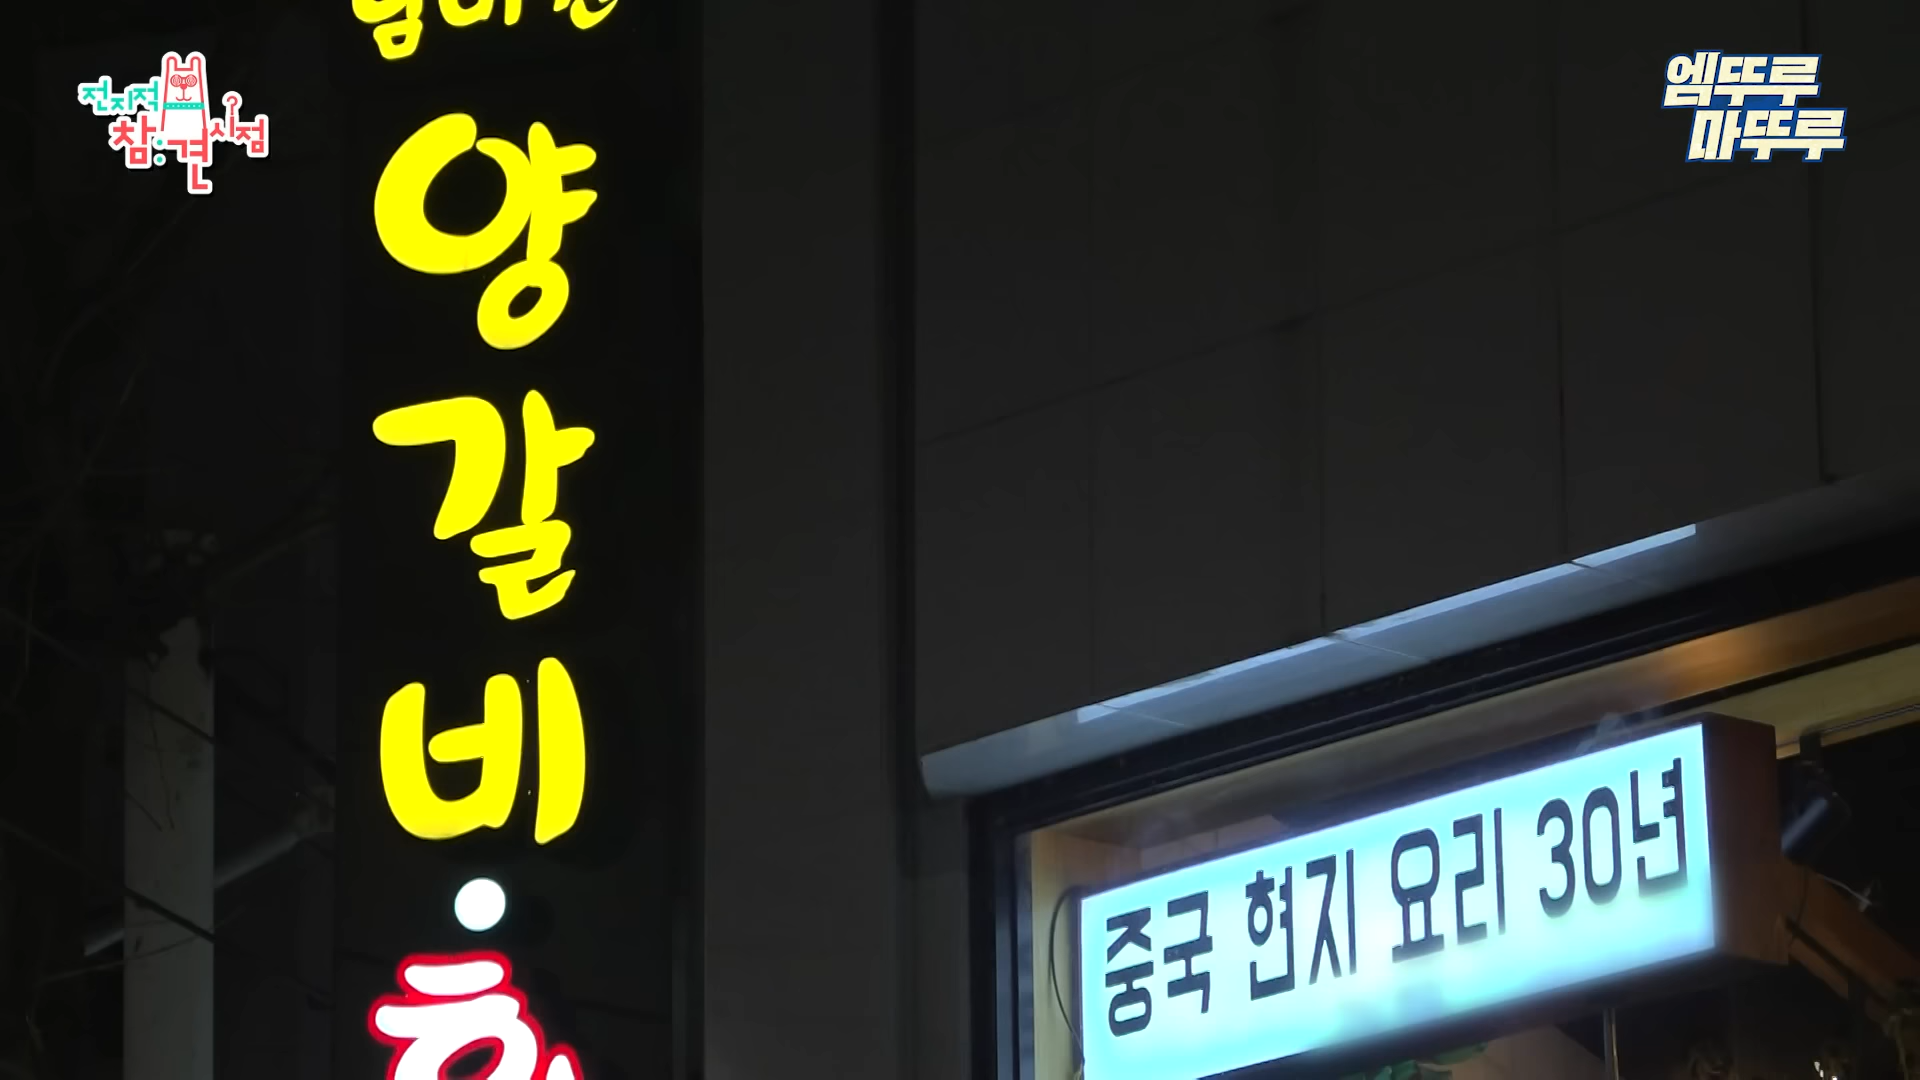 전지적
참견
시점
엠뚜루
마뚜루
양갈비
중국 현지 요리 30년